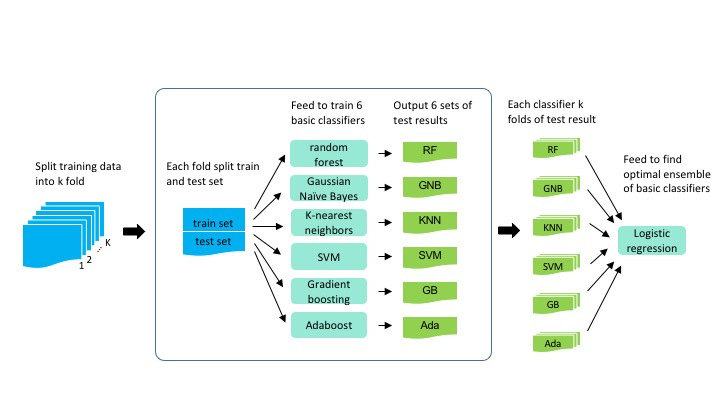 Split training data
into k fold
1
2
K
Each fold split train
and test set
train set
test set
Feed to train 6
basic classifiers
random
forest
Gaussian
Naïve Bayes
K-nearest
neighbors
SVM
Gradient
boosting
Adaboost
Output 6 sets of
test results
RF
GNB
KNN
SVM
GB
Ada
Each classifier k
folds of test result
RF
GNB
KNN
SVM
GB
Ada
Feed to find
optimal ensemble
of basic classifiers
Logistic
regression